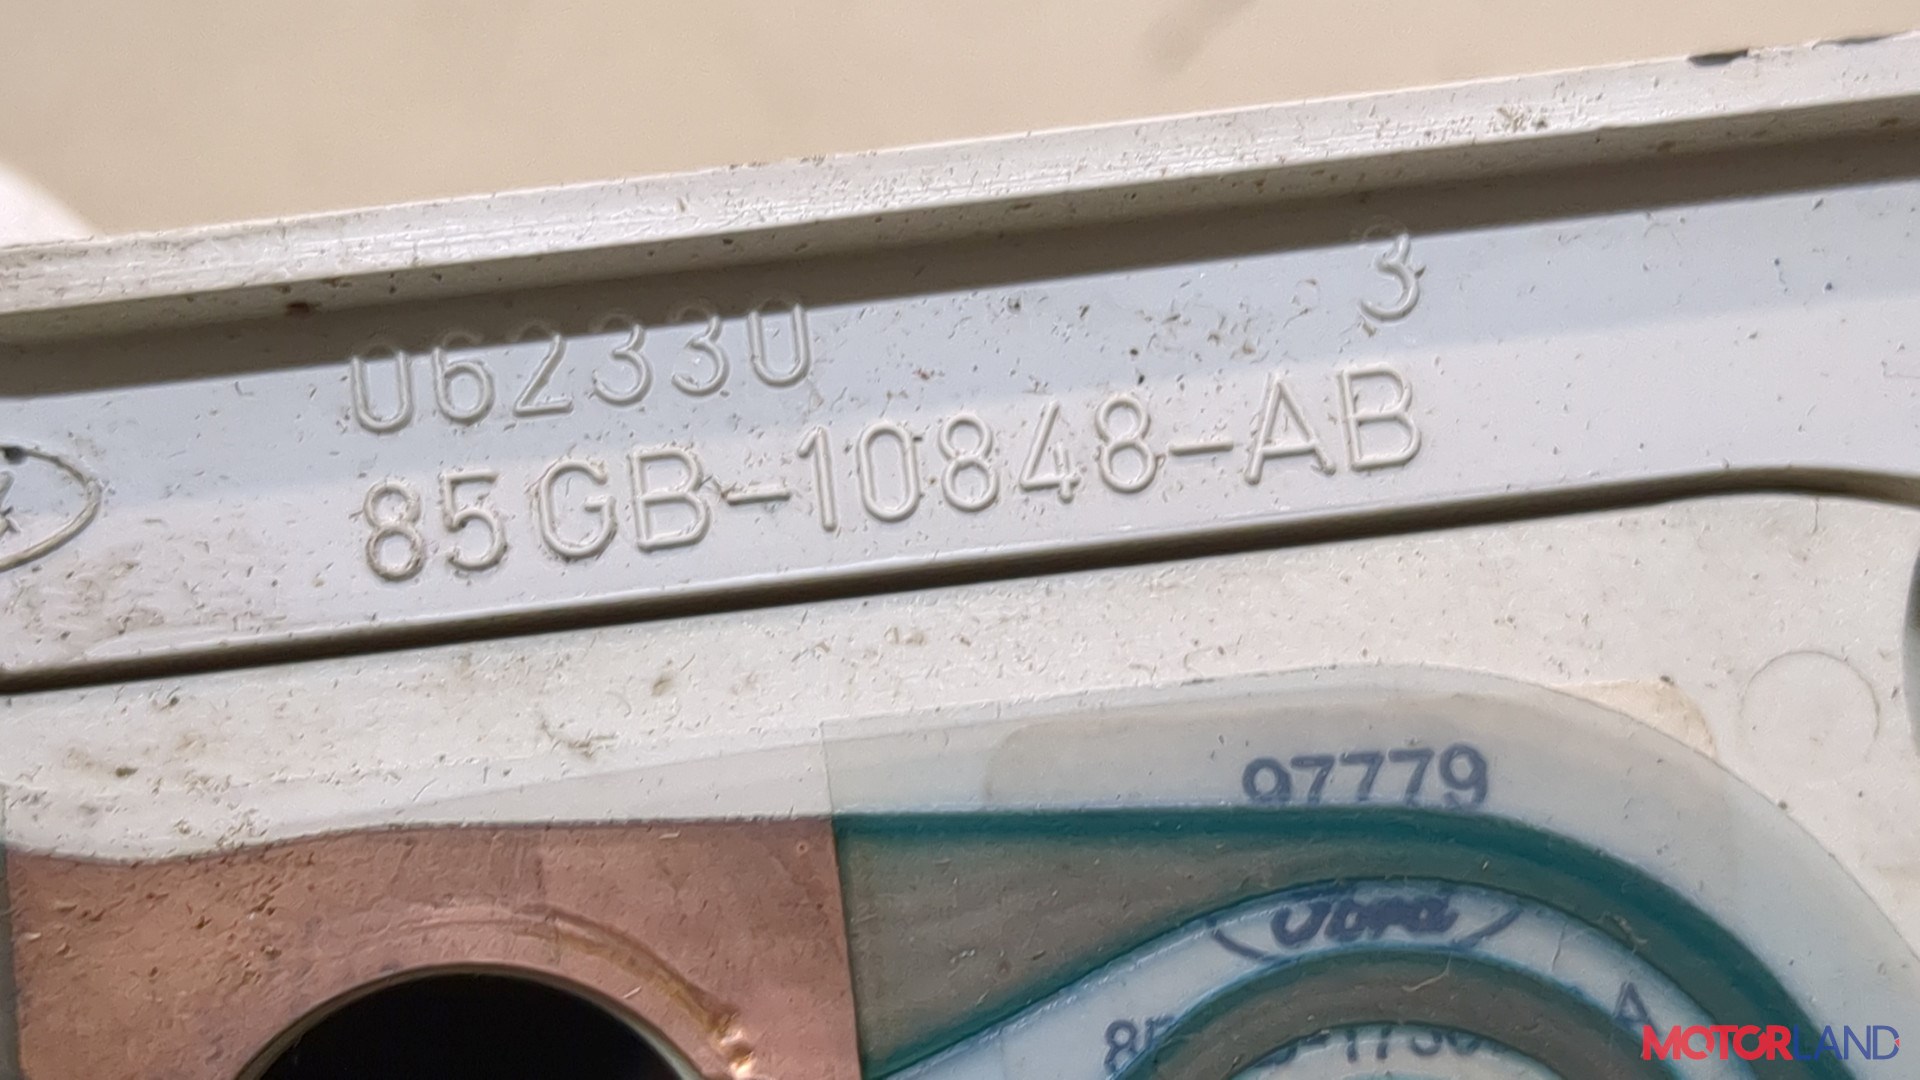 062330
3
85GB-10848-AB
97779
Ford
A
MOTORLAND